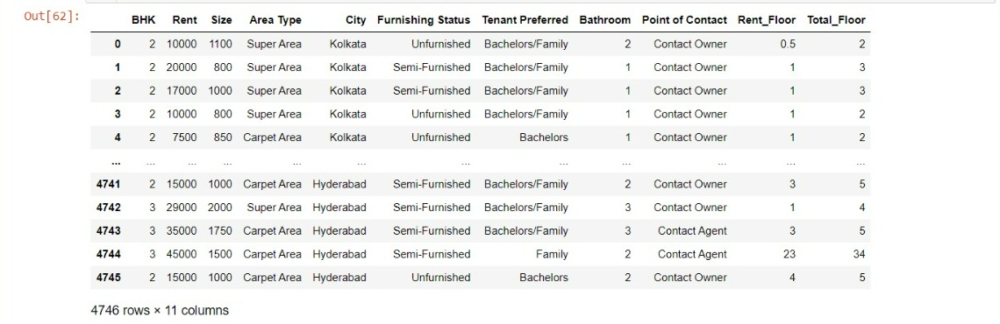 Out[62]:
BHK Rent Size Area Type City Furnishing Status Tenant Preferred Bathroom Point of Contact Rent_Floor Total_Floor
0 2 10000 1100 Super Area Kolkata Unfurnished Bachelors/Family 2 Contact Owner 0.5 2
1 2 20000 800 Super Area Kolkata Semi-Furnished Bachelors/Family 1 Contact Owner 1 3
2 2 17000 1000 Super Area Kolkata Semi-Furnished Bachelors/Family 1 Contact Owner 1 3
3 2 10000 800 Super Area Kolkata Unfurnished Bachelors/Family 1 Contact Owner 1 2
4 2 7500 850 Carpet Area Kolkata Unfurnished Bachelors 1 Contact Owner 1 2
... ... ... ... ... ... ... ... ... ... ... ...
4741 2 15000 1000 Carpet Area Hyderabad Semi-Furnished Bachelors/Family 2 Contact Owner 3 5
4742 3 29000 2000 Super Area Hyderabad Semi-Furnished Bachelors/Family 3 Contact Owner 1 4
4743 3 35000 1750 Carpet Area Hyderabad Semi-Furnished Bachelors/Family 3 Contact Agent 3 5
4744 3 45000 1500 Carpet Area Hyderabad Semi-Furnished Family 2 Contact Agent 23 34
4745 2 15000 1000 Carpet Area Hyderabad Unfurnished Bachelors 2 Contact Owner 4 5
4746 rows × 11 columns